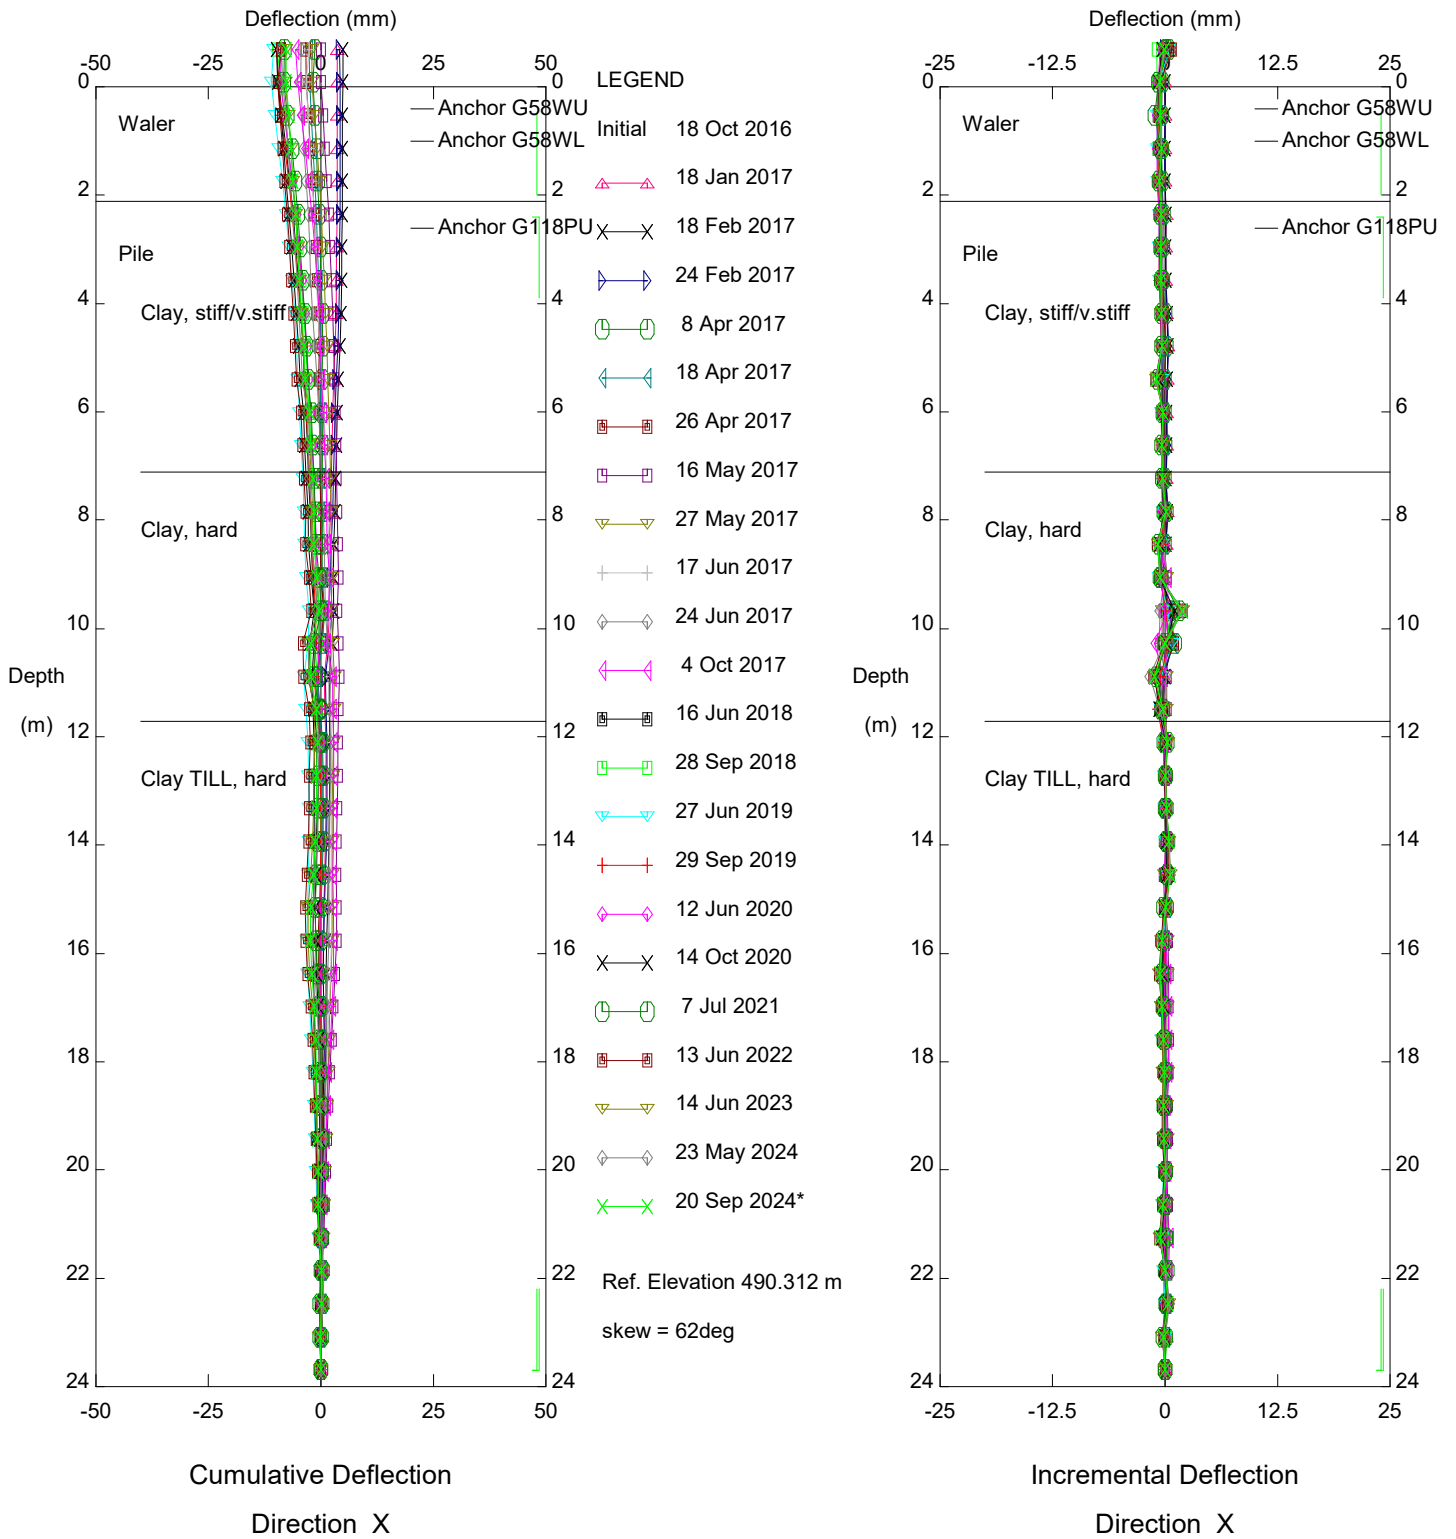 Deflection (mm)
-50 -25 0 25 50
0 0
Waler
Anchor G58WU
Anchor G58WL
2 2
Anchor G118PU
Pile
4 4
Clay, stiff/v.stiff
6 6
8 8
Clay, hard
10 10
Depth
(m)
12 12
Clay TILL, hard
14 14
16 16
18 18
20 20
22 22
24 24
-50 -25 0 25 50
Cumulative Deflection
Direction X
LEGEND
Initial 18 Oct 2016
18 Jan 2017
18 Feb 2017
24 Feb 2017
8 Apr 2017
18 Apr 2017
26 Apr 2017
16 May 2017
27 May 2017
17 Jun 2017
24 Jun 2017
4 Oct 2017
16 Jun 2018
28 Sep 2018
27 Jun 2019
29 Sep 2019
12 Jun 2020
14 Oct 2020
7 Jul 2021
13 Jun 2022
14 Jun 2023
23 May 2024
20 Sep 2024*
Ref. Elevation 490.312 m
skew = 62deg
Deflection (mm)
-25 -12.5 0 12.5 25
0 0
Waler
Anchor G58WU
Anchor G58WL
2 2
Anchor G118PU
Pile
4 4
Clay, stiff/v.stiff
6 6
8 8
Clay, hard
10 10
Depth
(m)
12 12
Clay TILL, hard
14 14
16 16
18 18
20 20
22 22
24 24
-25 -12.5 0 12.5 25
Incremental Deflection
Direction X